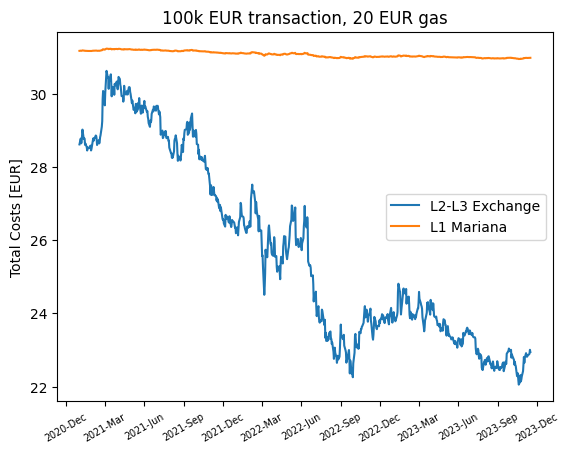 100k EUR transaction, 20 EUR gas
Total Costs [EUR]
30
28
26
24
22
L2-L3 Exchange
L1 Mariana
2020-Dec
2021-Mar
2021-Jun
2021-Sep
2021-Dec
2022-Mar
2022-Jun
2022-Sep
2022-Dec
2023-Mar
2023-Jun
2023-Sep
2023-Dec